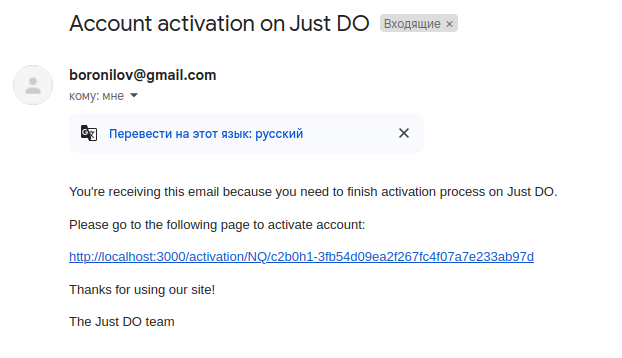 Account activation on Just DO Входящие ×
boronilov@gmail.com
кому: мне
Перевести на этот язык: русский
You're receiving this email because you need to finish activation process on Just DO.
Please go to the following page to activate account:
http://localhost:3000/activation/NQ/c2b0h1-3fb54d09ea2f267fc4f07a7e233ab97d
Thanks for using our site!
The Just DO team